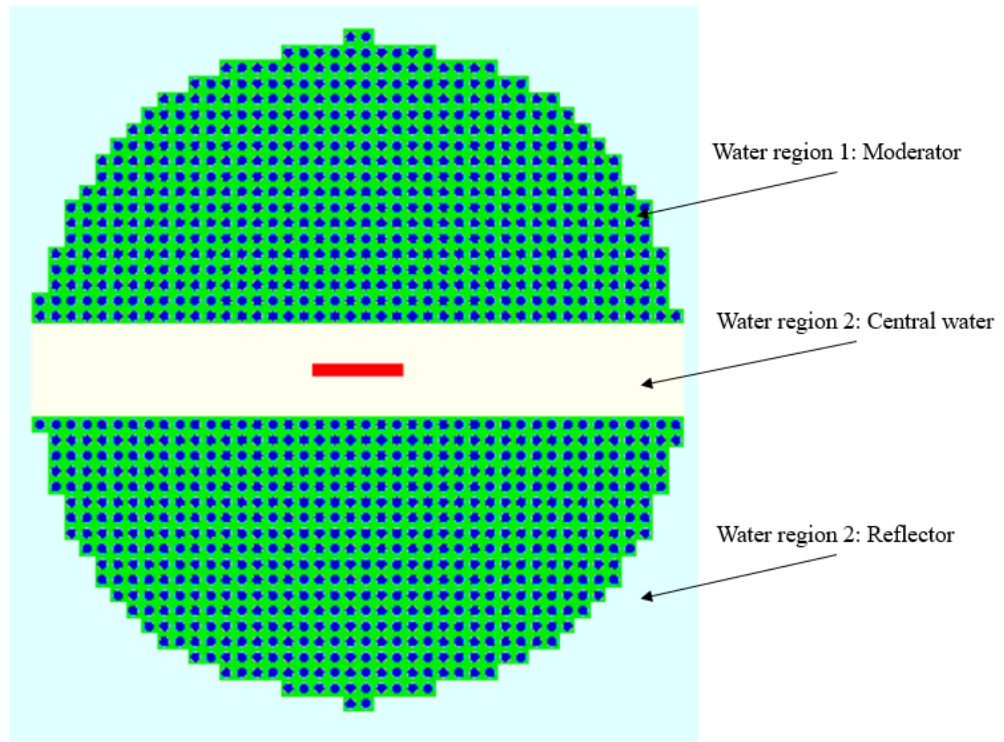 Water region 1: Moderator
Water region 2: Central water
Water region 2: Reflector